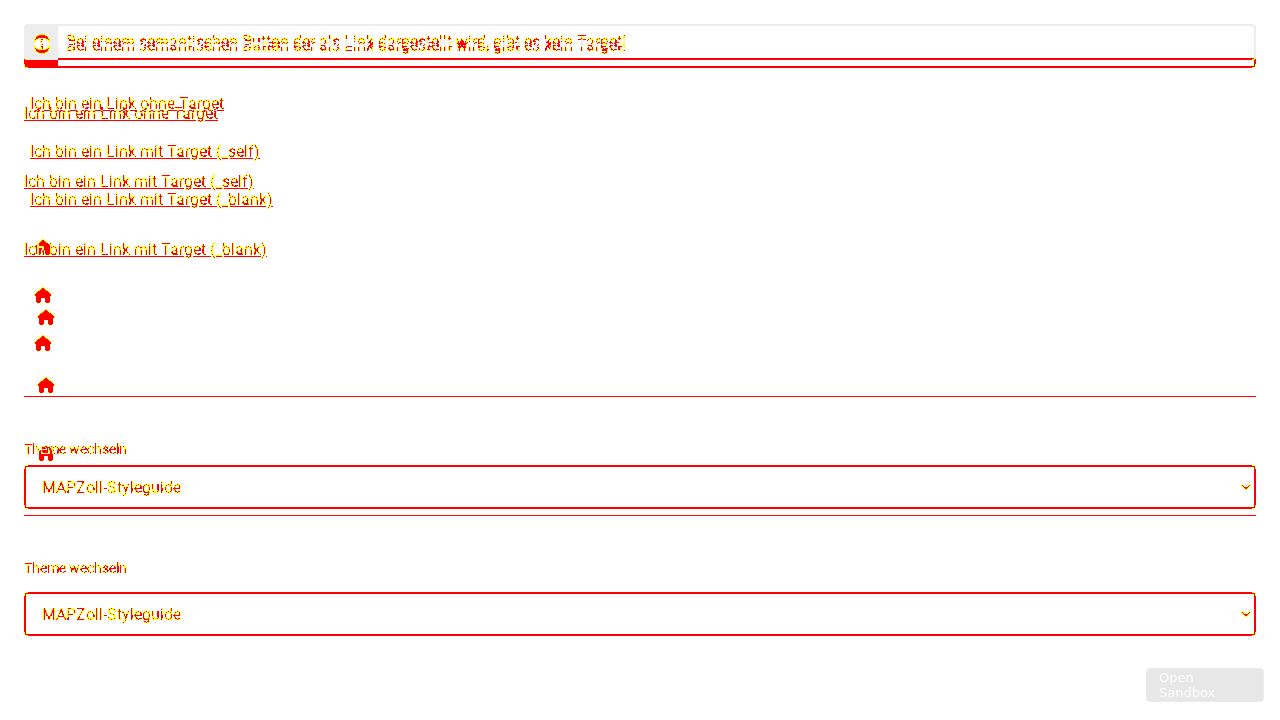 Bei einem semantischen Button der als Link dargestellt wird, gibt es kein Target!
Ich bin ein Link ohne Target
Ich bin ein Link ohne Target
Ich bin ein Link mit Target (_self)
Ich bin ein Link mit Target (_self)
Ich bin ein Link mit Target (_blank)
Ich bin ein Link mit Target (_blank)
Theme wechseln
MAPZoll-Styleguide
Theme wechseln
MAPZoll-Styleguide
Open
Sandbox